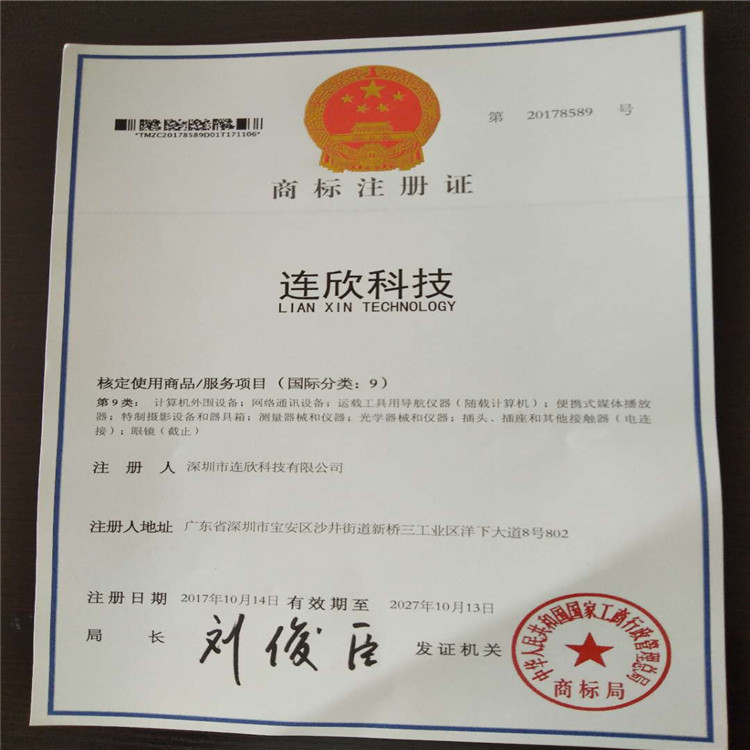 *TMZC20178589D01T171106*
第 20178589 号
商标注册证
连欣科技
LIAN XIN TECHNOLOGY
核定使用商品/服务项目（国际分类：9）
第9类：计算机外围设备；网络通讯设备；运载工具用导航仪器（随载计算机）；便携式媒体播放
器；特制摄影设备和器具箱；测量器械和仪器；光学器械和仪器；插头、插座和其他接触器（电连
接）；眼镜（截止）
注 册 人 深圳市连欣科技有限公司
注册人地址 广东省深圳市宝安区沙井街道新桥三工业区洋下大道8号802
注册日期 2017年10月14日 有效期至 2027年10月13日
局 长 刘俊臣 发证机关
中华人民共和国国家工商行政管理总局
商标局